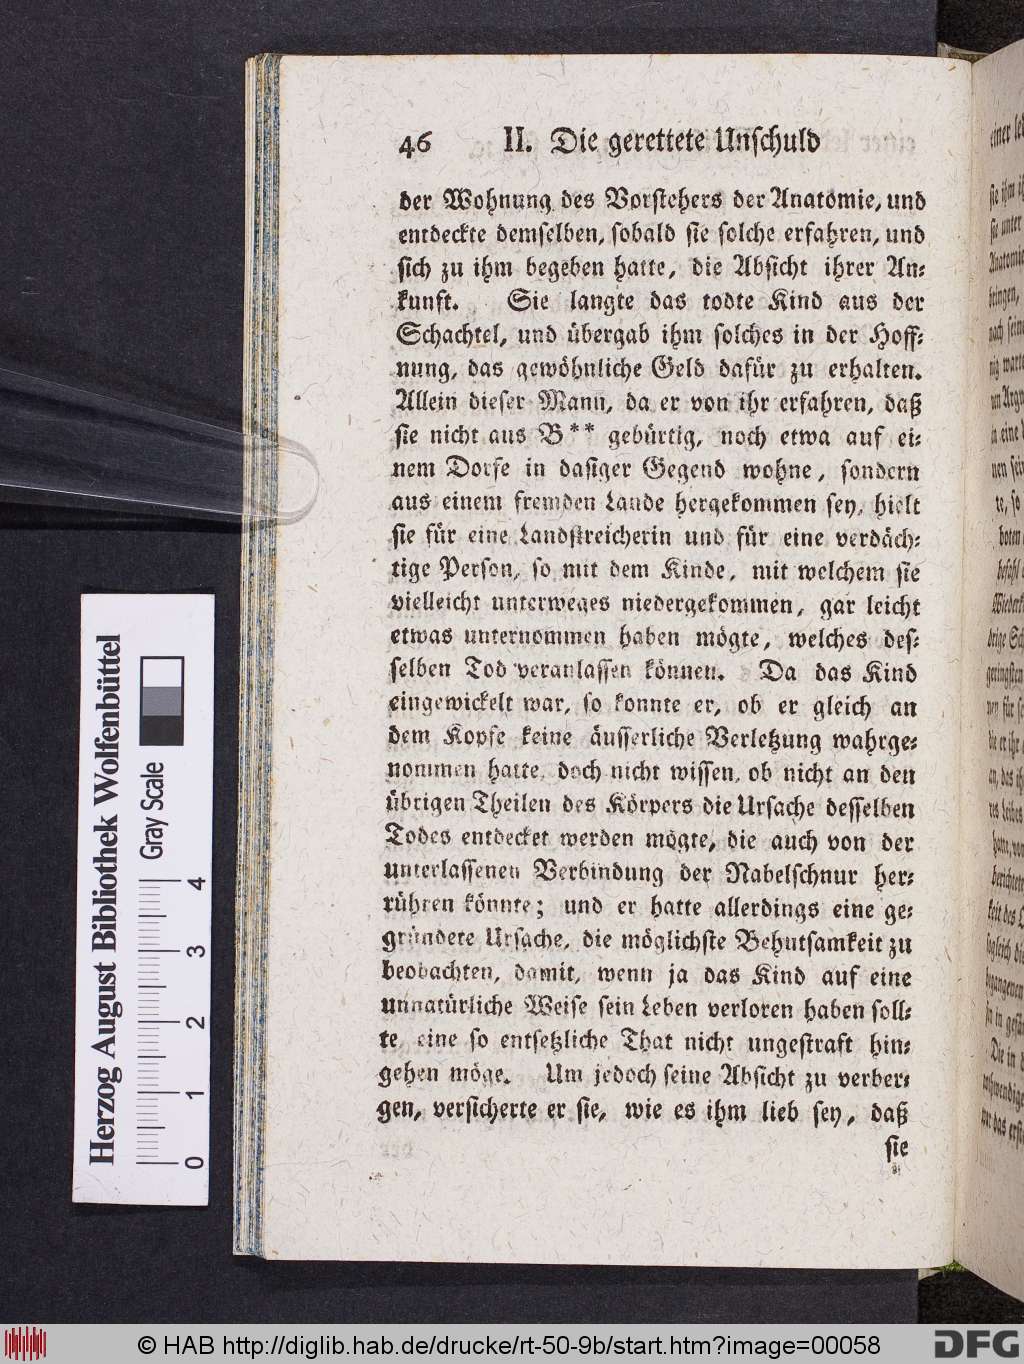 46 II. Die gerettete Unschuld
der Wohnung des Vorstehers der Anatomie, und
entdeckte demselben, sobald sie solche erfahren, und
sich zu ihm begeben hatte, die Absicht ihrer An-
kunft. Sie langte das todte Kind aus der
Schachtel, und übergab ihm solches in der Hoff-
nung, das gewöhnliche Geld dafür zu erhalten.
Allein dieser Mann, da er von ihr erfahren, daß
sie nicht aus B** gebürtig, noch etwa auf ei-
nem Dorfe in dasiger Gegend wohne, sondern
aus einem fremden Lande hergekommen sey, hielt
sie für eine Landstreicherin und für eine verdäch-
tige Person, so mit dem Kinde, mit welchem sie
vielleicht unterweges niedergekommen, gar leicht
etwas unternommen haben mögte, welches des-
selben Tod veranlassen können. Da das Kind
eingewickelt war, so konnte er, ob er gleich an
dem Kopfe keine äusserliche Verletzung wahrge-
nommen hatte, doch nicht wissen, ob nicht an den
übrigen Theilen des Körpers die Ursache desselben
Todes entdecket werden mögte, die auch von der
unterlassenen Verbindung der Nabelschnur her-
rühren könnte; und er hatte allerdings eine ge-
gründete Ursache, die möglichste Behutsamkeit zu
beobachten, damit, wenn ja das Kind auf eine
unnatürliche Weise sein Leben verloren haben soll-
te, eine so entsetzliche That nicht ungestraft hin-
gehen möge. Um jedoch seine Absicht zu verber-
gen, versicherte er sie, wie es ihm lieb sey, daß
sie
Herzog August Bibliothek Wolfenbüttel
Gray Scale
0 1 2 3 4
© HAB http://diglib.hab.de/drucke/rt-50-9b/start.htm?image=00058
DFG